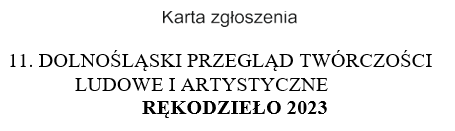 Karta zgłoszenia
11. DOLNOŚLĄSKI PRZEGLĄD TWÓRCZOŚCI
LUDOWE I ARTYSTYCZNE
RĘKODZIEŁO 2023